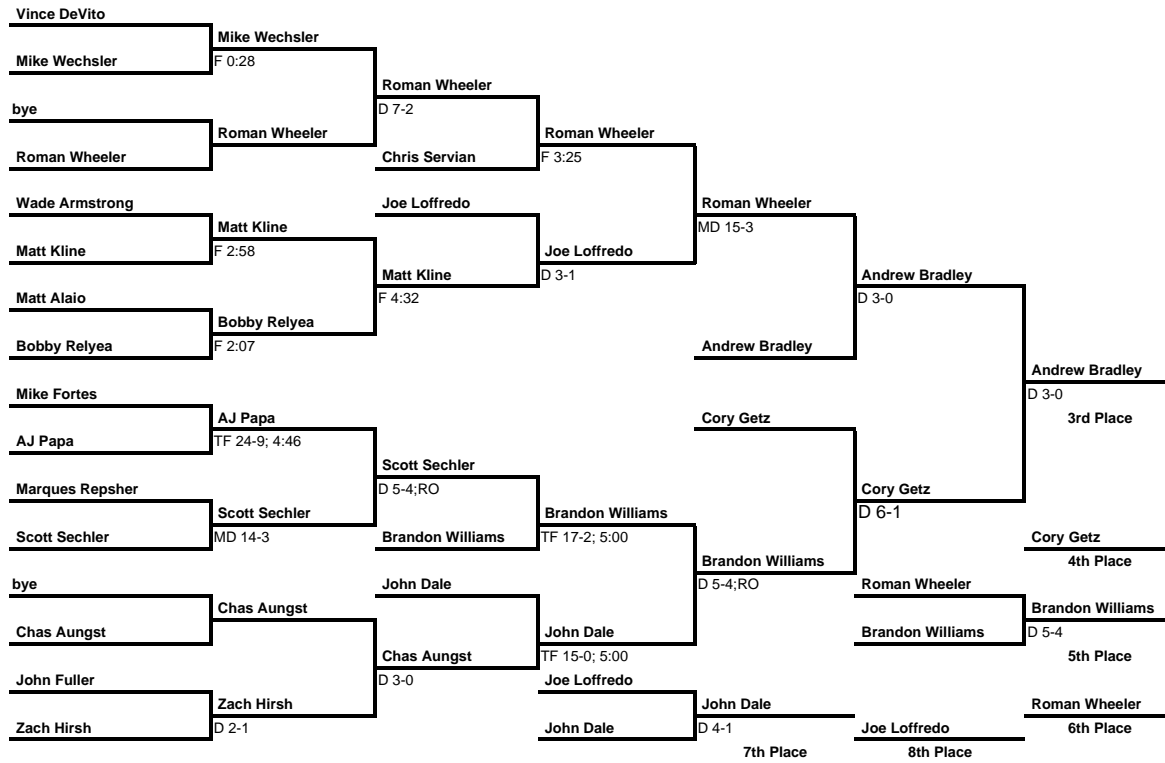 Vince DeVito
Mike Wechsler
Mike Wechsler
F 0:28
Roman Wheeler
bye
D 7-2
Roman Wheeler
Roman Wheeler
Roman Wheeler
Chris Servian
F 3:25
Wade Armstrong
Joe Loffredo
Roman Wheeler
Matt Kline
MD 15-3
Matt Kline
F 2:58
Joe Loffredo
Matt Kline
D 3-1
Andrew Bradley
Matt Alaio
F 4:32
D 3-0
Bobby Relyea
Bobby Relyea
F 2:07
Andrew Bradley
Andrew Bradley
Mike Fortes
D 3-0
AJ Papa
Cory Getz
3rd Place
AJ Papa
TF 24-9; 4:46
Scott Sechler
Marques Repsher
D 5-4;RO
Cory Getz
Scott Sechler
Brandon Williams
D 6-1
Scott Sechler
MD 14-3
Brandon Williams
TF 17-2; 5:00
Cory Getz
Brandon Williams
4th Place
bye
John Dale
D 5-4;RO
Roman Wheeler
Chas Aungst
Brandon Williams
Chas Aungst
John Dale
Brandon Williams
D 5-4
Chas Aungst
TF 15-0; 5:00
5th Place
John Fuller
D 3-0
Joe Loffredo
Zach Hirsh
John Dale
Roman Wheeler
Zach Hirsh
D 2-1
John Dale
D 4-1
Joe Loffredo
6th Place
7th Place
8th Place